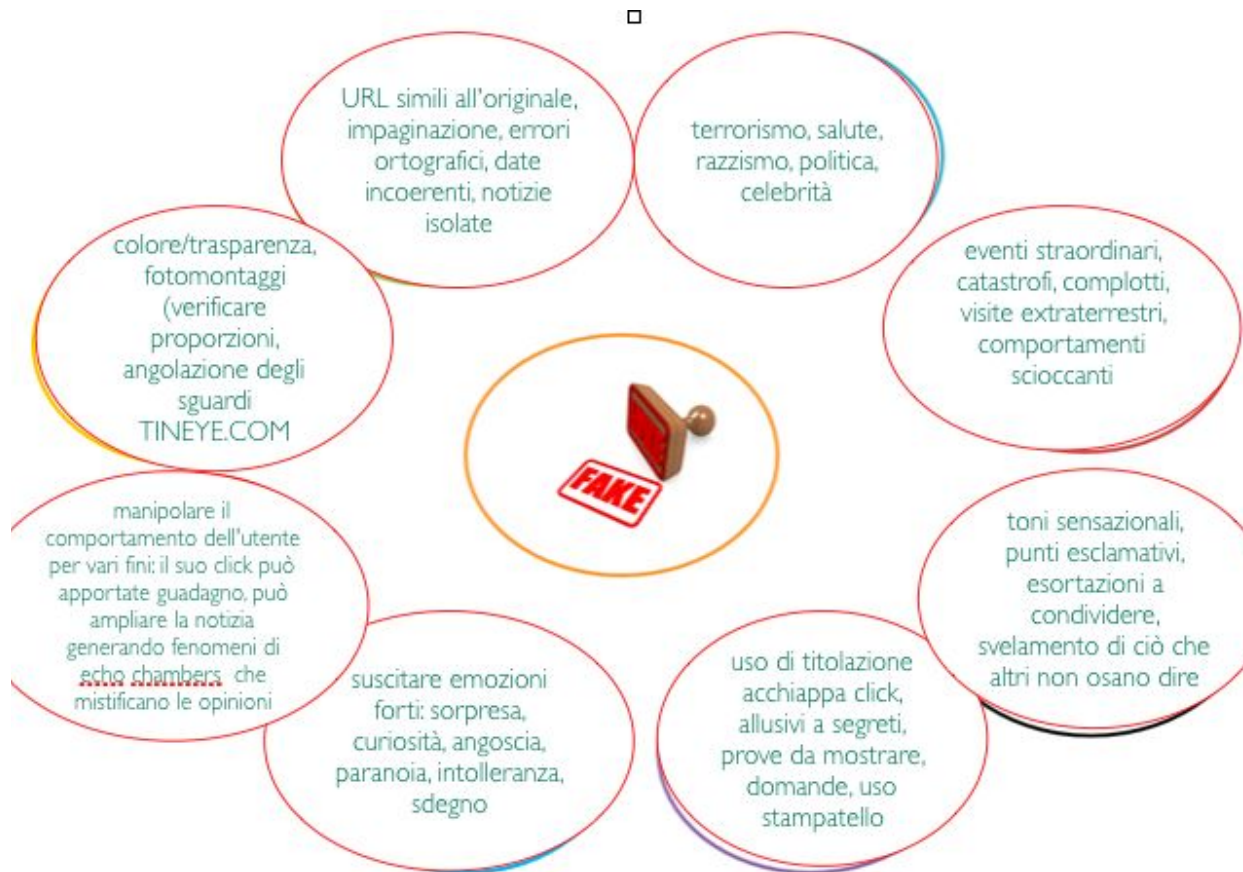 URL simili all'originale,
impaginazione, errori
ortografici, date
incoerenti, notizie
isolate
terrorismo, salute,
razzismo, politica,
celebrità
eventi straordinari,
catastrofi, complotti,
visite extraterrestri,
comportamenti
scioccanti
toni sensazionali,
punti esclamativi,
esortazioni a
condividere,
svelamento di ciò che
altri non osano dire
uso di titolazione
acchiappa click,
allusivi a segreti,
prove da mostrare,
domande, uso
stampatello
suscitare emozioni
forti: sorpresa,
curiosità, angoscia,
paranoia, intolleranza,
sdegno
manipolare il
comportamento dell'utente
per vari fini: il suo click può
apportate guadagno, può
ampliare la notizia
generando fenomeni di
echo chambers che
mistificano le opinioni
colore/trasparenza,
fotomontaggi
(verificare
proporzioni,
angolazione degli
sguardi
TINEYE.COM
FAKE